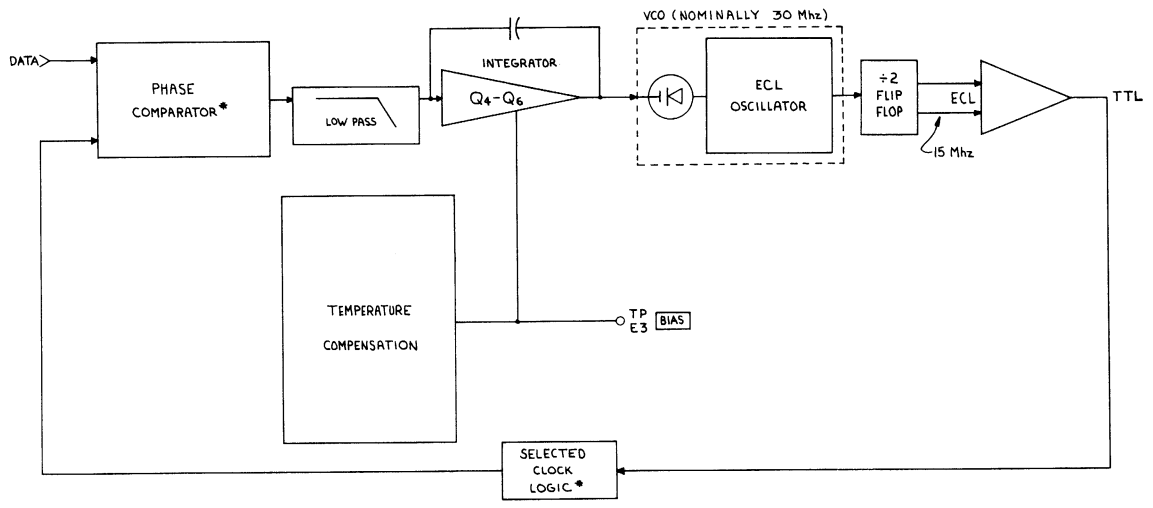 VCO (NOMINALLY 30 Mhz)
DATA
PHASE
COMPARATOR*
LOW PASS
INTEGRATOR
Q4-Q6
ECL
OSCILLATOR
÷2
FLIP
FLOP
ECL
15 Mhz
TTL
TEMPERATURE
COMPENSATION
TP
E3
BIAS
SELECTED
CLOCK
LOGIC*